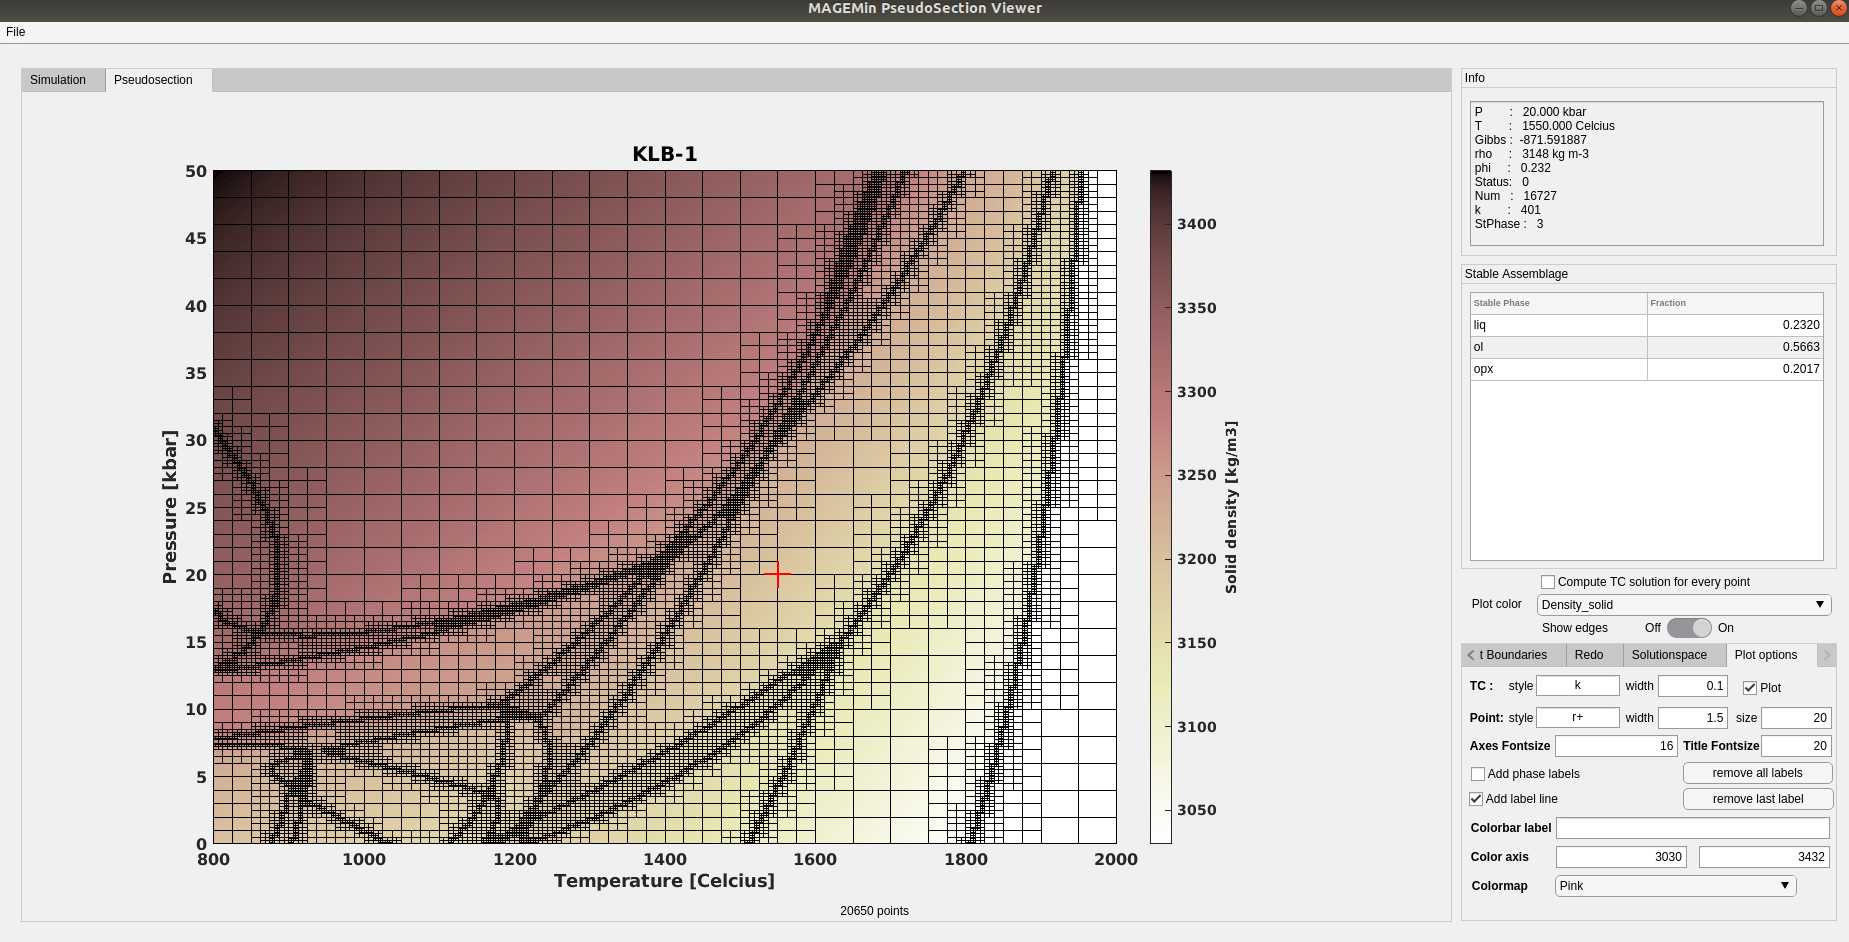 MAGEMin PseudoSection Viewer
File
Simulation Pseudosection
KLB-1
50
45
40
35
30
25
20
15
10
5
0
Pressure [kbar]
800 1000 1200 1400 1600 1800 2000
Temperature [Celcius]
20650 points
3400
3350
3300
3250
3200
3150
3100
3050
Solid density [kg/m3]
Info
P : 20.000 kbar
T : 1550.000 Celcius
Gibbs : -871.591887
rho : 3148 kg m-3
phi : 0.232
Status: 0
Num : 16727
k : 401
StPhase : 3
Stable Assemblage
Stable Phase Fraction
liq 0.2320
ol 0.5663
opx 0.2017
Compute TC solution for every point
Plot color Density_solid
Show edges Off On
t Boundaries Redo Solutionspace Plot options
TC : style k width 0.1 Plot
Point: style r+ width 1.5 size 20
Axes Fontsize 16 Title Fontsize 20
Add phase labels remove all labels
Add label line remove last label
Colorbar label
Color axis 3030 3432
Colormap Pink